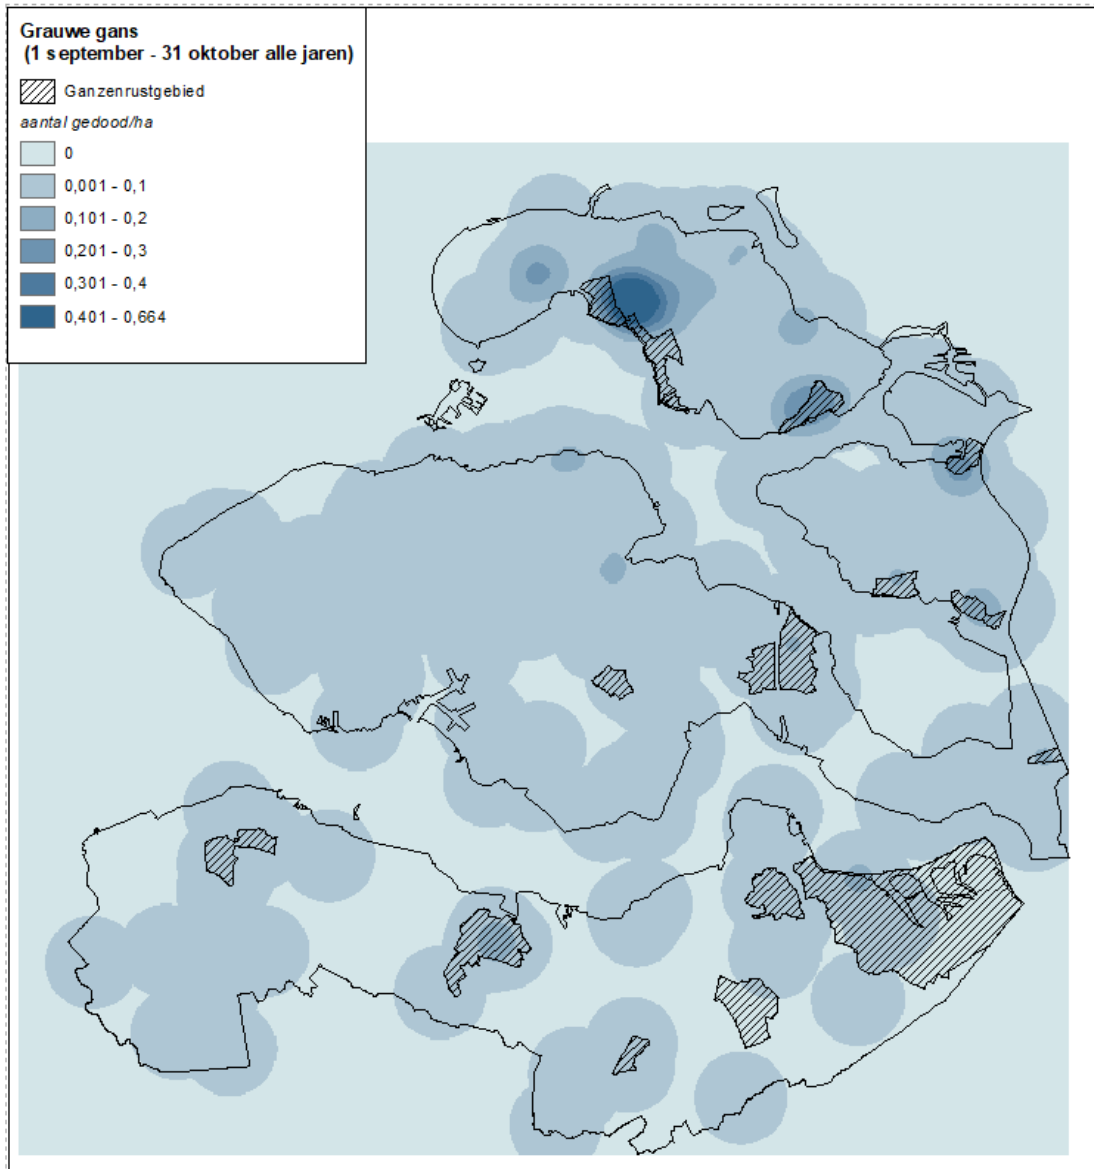 Grauwe gans
(1 september - 31 oktober alle jaren)
Ganzenrustgebied
aantal gedood/ha
0
0,001 - 0,1
0,101 - 0,2
0,201 - 0,3
0,301 - 0,4
0,401 - 0,664